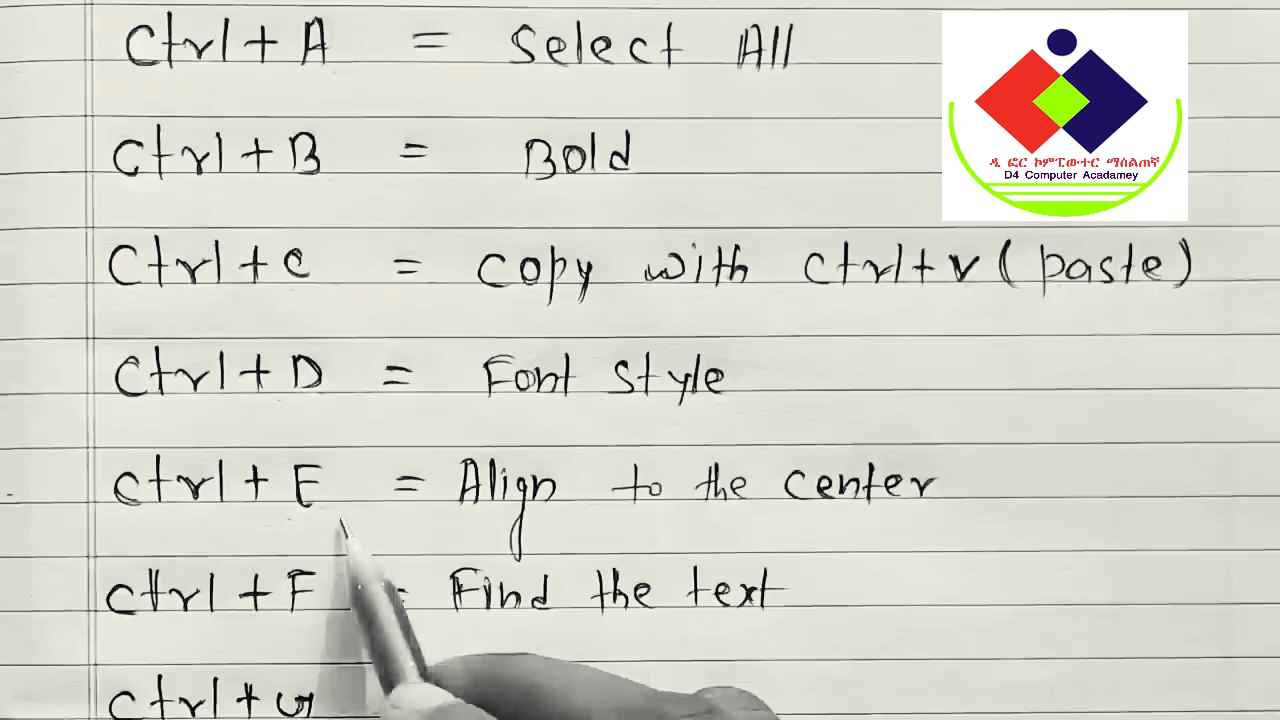 Ctrl + A = Select All
Ctrl + B = Bold
Ctrl + C = Copy with Ctrl+v (paste)
Ctrl + D = Font style
Ctrl + E = Align to the center
Ctrl + F = Find the text
Ctrl + G
ዲ ፎር ኮምፒውተር ማሰልጠኛ
D4 Computer Acadamey